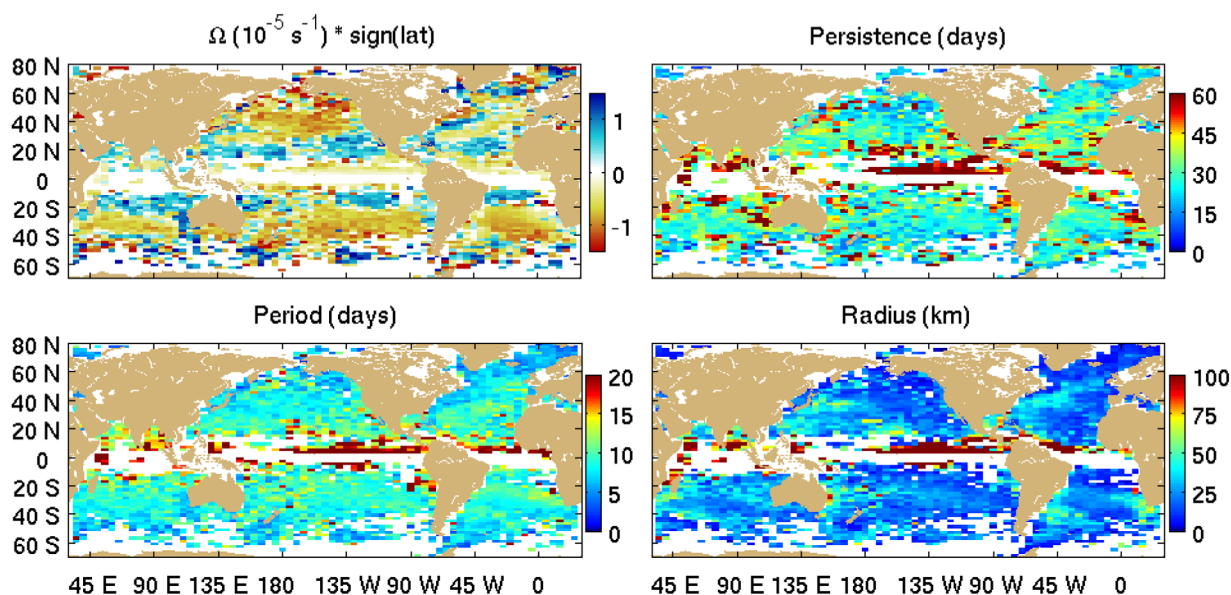 Ω (10⁻⁵ s⁻¹) * sign(lat)
80 N
60 N
40 N
20 N
0
20 S
40 S
60 S
1
0
−1
Persistence (days)
60
45
30
15
0
Period (days)
80 N
60 N
40 N
20 N
0
20 S
40 S
60 S
20
15
10
5
0
45 E 90 E 135 E 180 135 W 90 W 45 W 0
Radius (km)
100
75
50
25
0
45 E 90 E 135 E 180 135 W 90 W 45 W 0